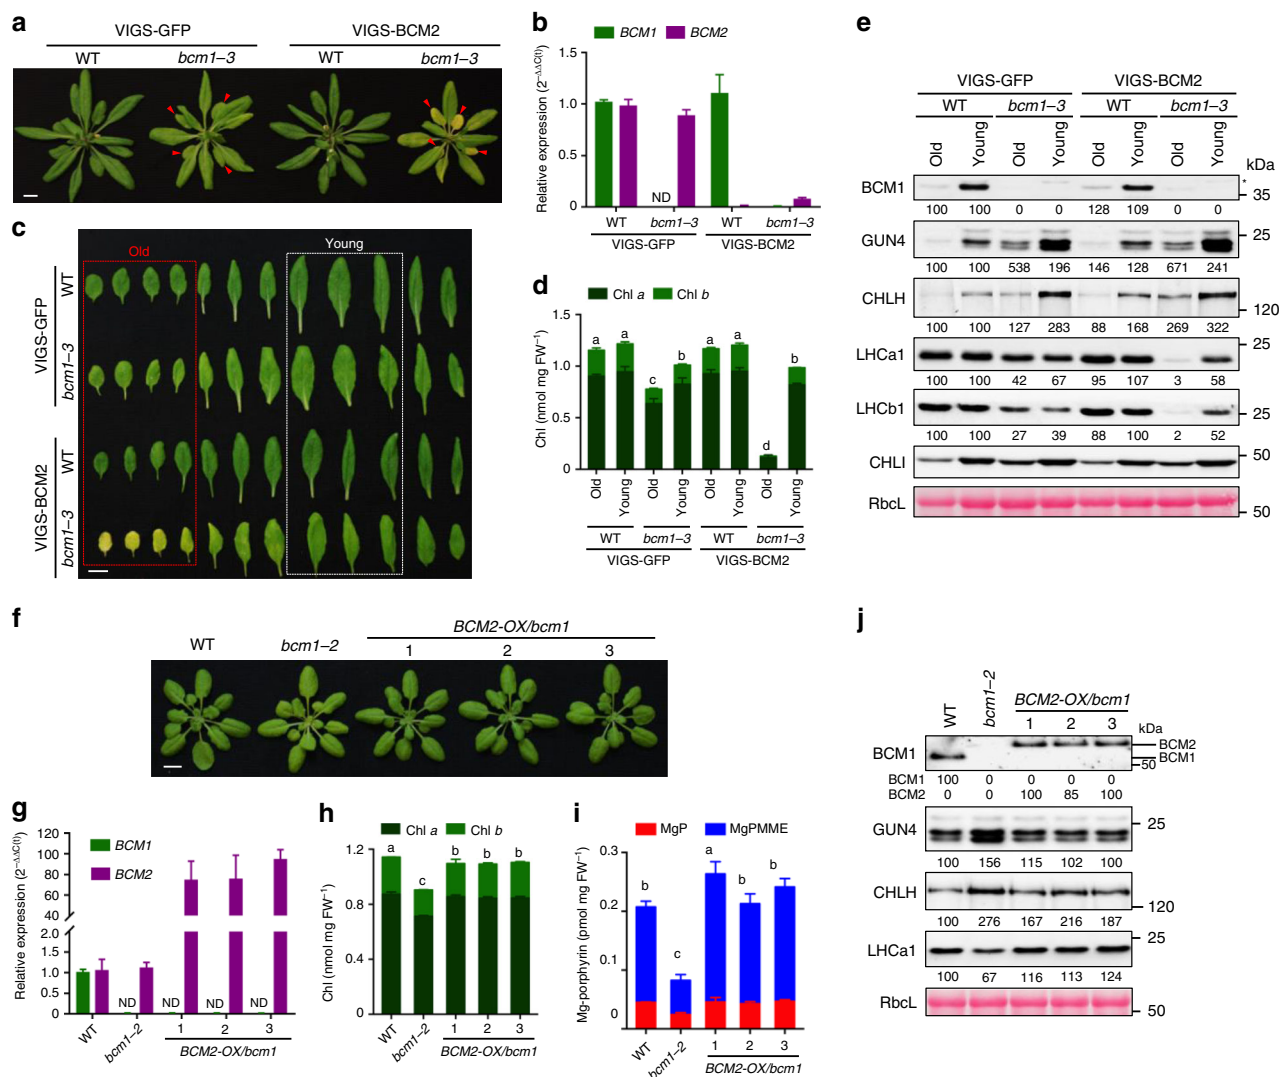 a
VIGS-GFP
VIGS-BCM2
WT
bcm1–3
WT
bcm1–3
b
BCM1
BCM2
Relative expression (2−ΔΔC(t))
1.5
1.0
0.5
0
ND
WT
bcm1–3
WT
bcm1–3
VIGS-GFP
VIGS-BCM2
c
Old
Young
VIGS-GFP
WT
bcm1–3
VIGS-BCM2
WT
bcm1–3
d
Chl a
Chl b
Chl (nmol mg FW−1)
1.5
1.0
0.5
0
a
a
c
b
a
a
d
b
Old
Young
Old
Young
Old
Young
Old
Young
WT
bcm1–3
WT
bcm1–3
VIGS-GFP
VIGS-BCM2
e
VIGS-GFP
VIGS-BCM2
WT
bcm1–3
WT
bcm1–3
Old
Young
Old
Young
Old
Young
Old
Young
kDa
BCM1
*
35
100 100 0 0 128 109 0 0
GUN4
25
100 100 538 196 146 128 671 241
CHLH
120
100 100 127 283 88 168 269 322
LHCa1
25
100 100 42 67 95 107 3 58
LHCb1
25
100 100 27 39 88 100 2 52
CHLI
50
RbcL
50
f
WT
bcm1–2
BCM2-OX/bcm1
1
2
3
g
BCM1
BCM2
Relative expression (2−ΔΔC(t))
120
100
80
60
40
2.0
1.5
1.0
0.5
0
ND
ND
ND
ND
WT
bcm1–2
1
2
3
BCM2-OX/bcm1
h
Chl a
Chl b
Chl (nmol mg FW−1)
1.2
0.8
0.4
0
a
c
b
b
b
WT
bcm1–2
1
2
3
BCM2-OX/bcm1
i
MgP
MgPMME
Mg-porphyrin (pmol mg FW−1)
0.3
0.2
0.1
0
b
c
a
b
b
WT
bcm1–2
1
2
3
BCM2-OX/bcm1
j
WT
bcm1–2
BCM2-OX/bcm1
1
2
3
kDa
BCM1
BCM2
BCM1
50
BCM1 100 0 0 0 0
BCM2 0 0 100 85 100
GUN4
25
100 156 115 102 100
CHLH
120
100 276 167 216 187
LHCa1
25
100 67 116 113 124
RbcL
50